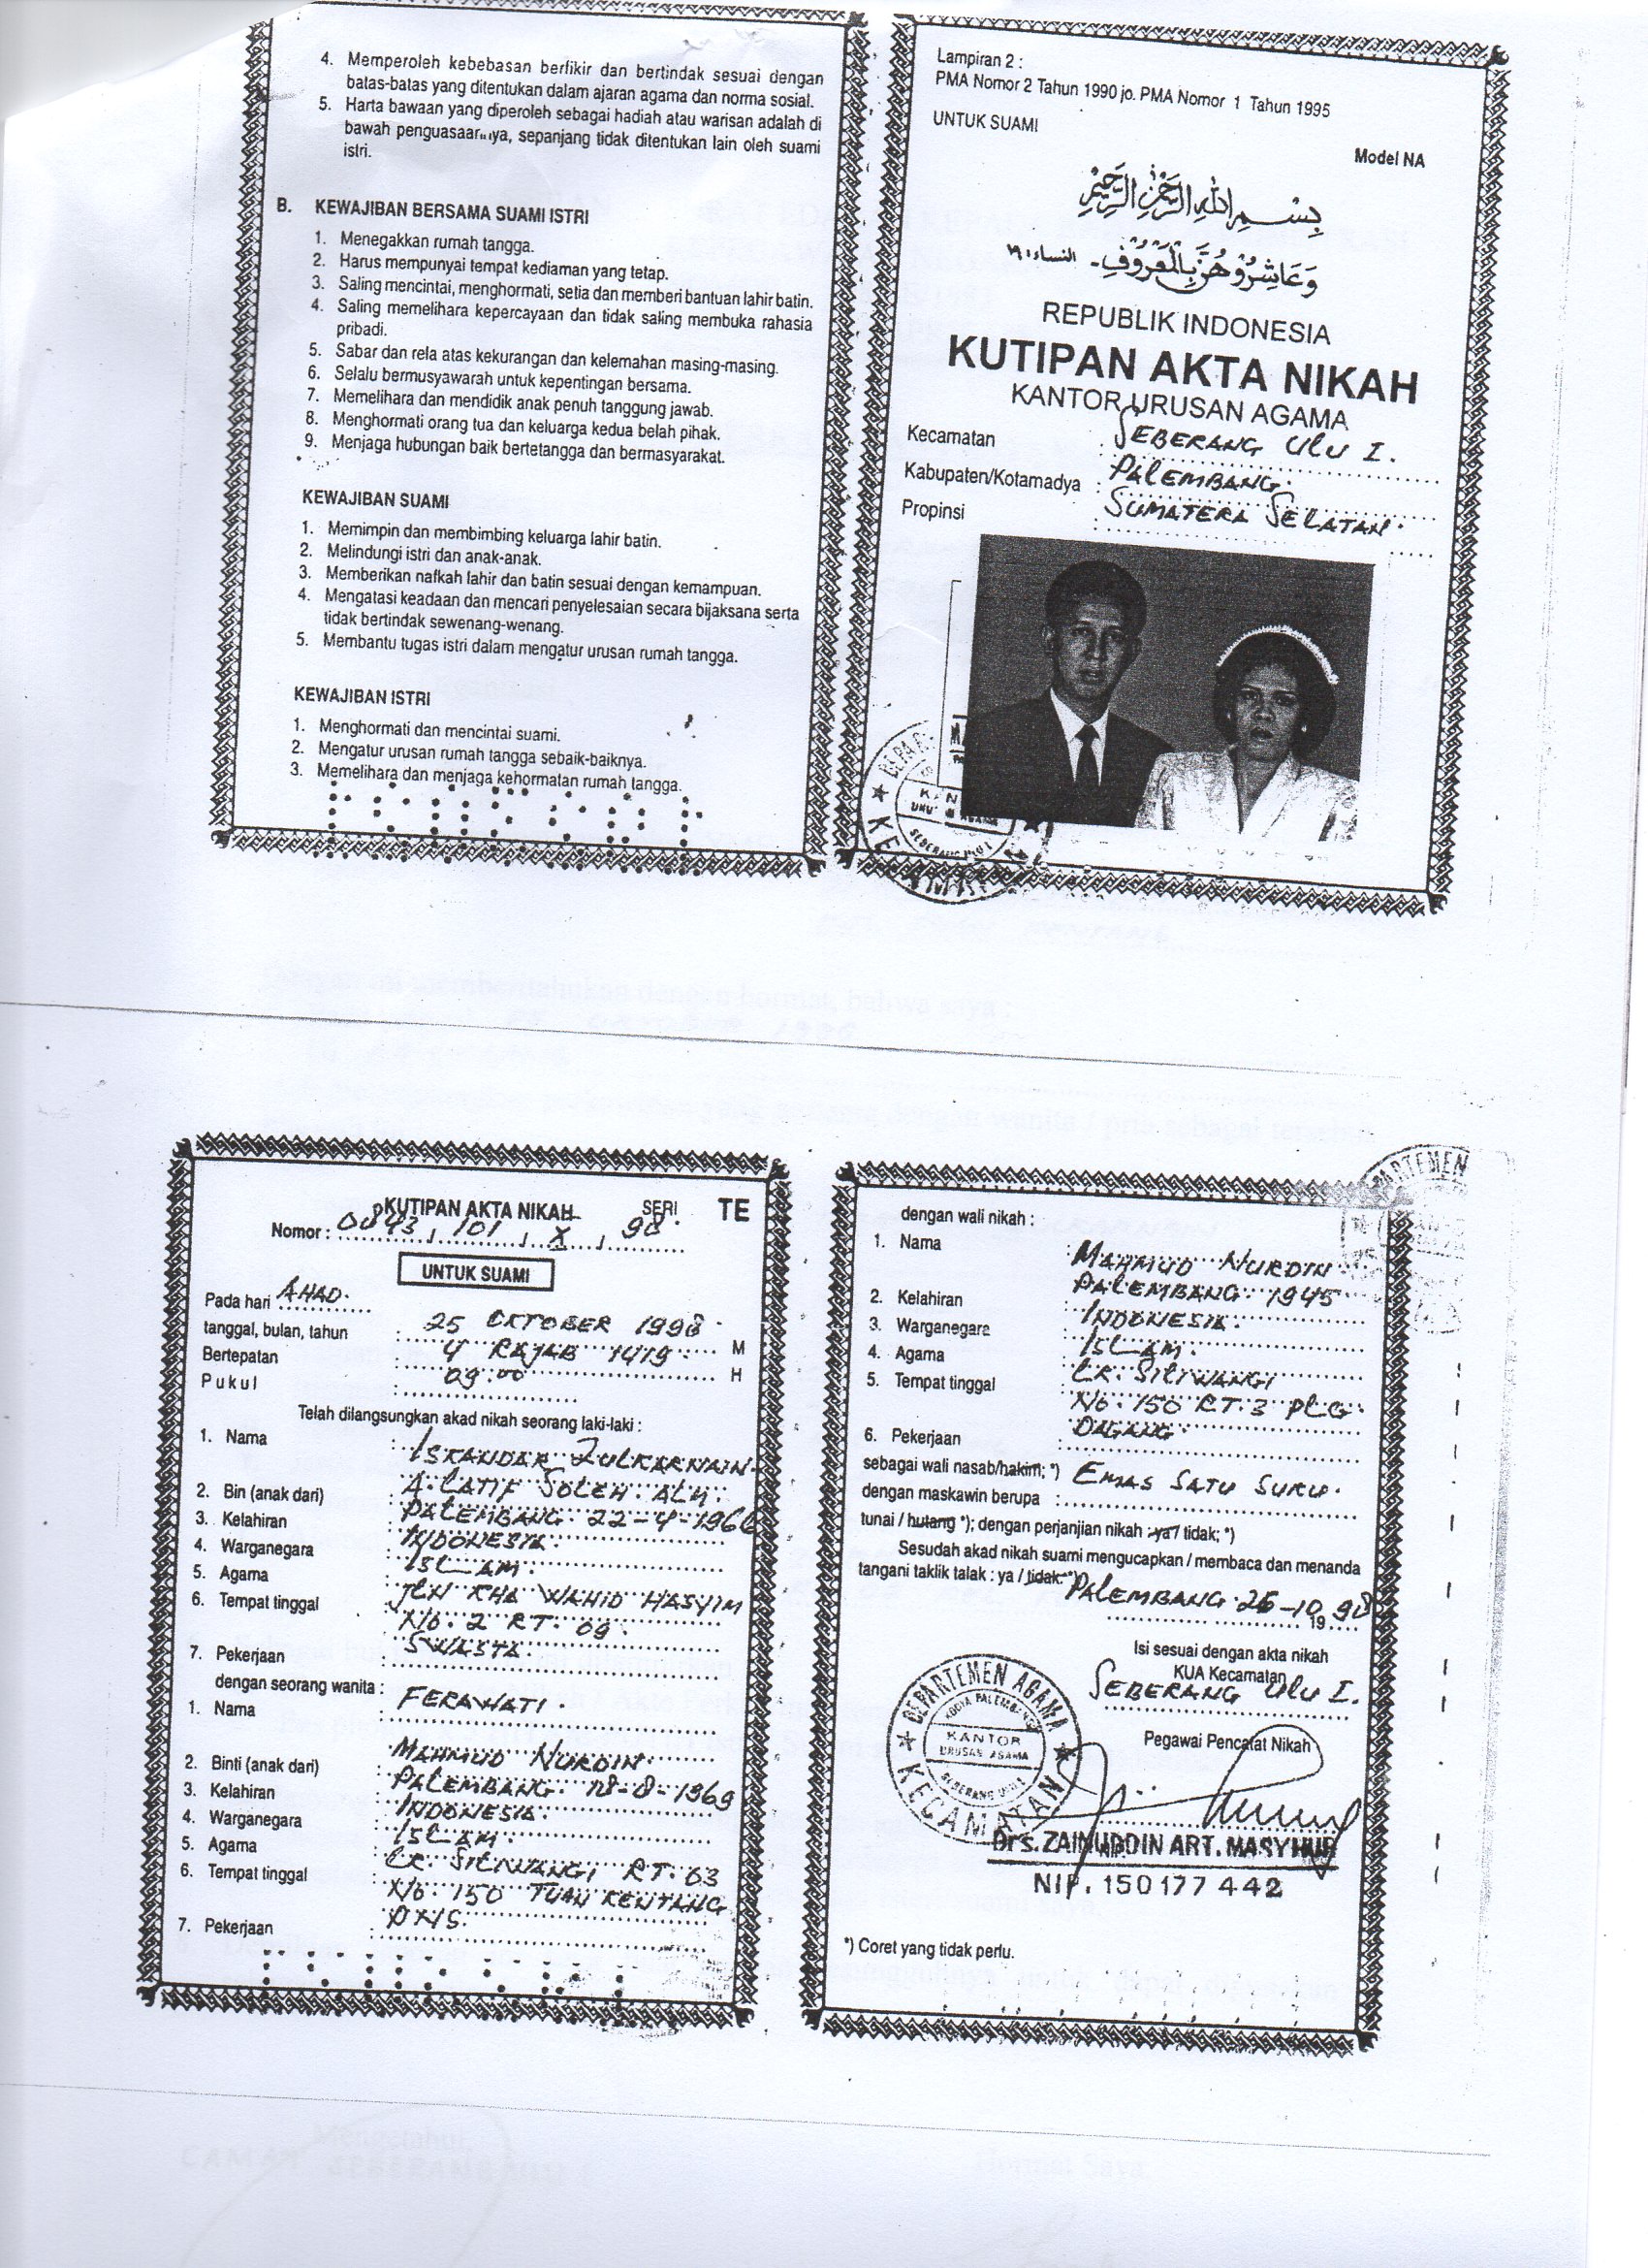 4. Memperoleh kebebasan berfikir dan bertindak sesuai dengan
batas-batas yang ditentukan dalam ajaran agama dan norma sosial.
5. Harta bawaan yang diperoleh sebagai hadiah atau warisan adalah di
bawah penguasaannya, sepanjang tidak ditentukan lain oleh suami
istri.
B. KEWAJIBAN BERSAMA SUAMI ISTRI
1. Menegakkan rumah tangga.
2. Harus mempunyai tempat kediaman yang tetap.
3. Saling mencintai, menghormati, setia dan memberi bantuan lahir batin.
4. Saling memelihara kepercayaan dan tidak saling membuka rahasia
pribadi.
5. Sabar dan rela atas kekurangan dan kelemahan masing-masing.
6. Selalu bermusyawarah untuk kepentingan bersama.
7. Memelihara dan mendidik anak penuh tanggung jawab.
8. Menghormati orang tua dan keluarga kedua belah pihak.
9. Menjaga hubungan baik bertetangga dan bermasyarakat.
KEWAJIBAN SUAMI
1. Memimpin dan membimbing keluarga lahir batin.
2. Melindungi istri dan anak-anak.
3. Memberikan nafkah lahir dan batin sesuai dengan kemampuan.
4. Mengatasi keadaan dan mencari penyelesaian secara bijaksana serta
tidak bertindak sewenang-wenang.
5. Membantu tugas istri dalam mengatur urusan rumah tangga.
KEWAJIBAN ISTRI
1. Menghormati dan mencintai suami.
2. Mengatur urusan rumah tangga sebaik-baiknya.
3. Memelihara dan menjaga kehormatan rumah tangga.
Lampiran 2 :
PMA Nomor 2 Tahun 1990 jo. PMA Nomor 1 Tahun 1995
UNTUK SUAMI
Model NA
بِسْمِ اللهِ الرَّحْمٰنِ الرَّحِيْمِ
وَعَاشِرُوْهُنَّ بِالْمَعْرُوْفِ - النساء : ١٩
REPUBLIK INDONESIA
KUTIPAN AKTA NIKAH
KANTOR URUSAN AGAMA
Kecamatan : SEBERANG ULU I.
Kabupaten/Kotamadya : PALEMBANG.
Propinsi : SUMATERA SELATAN.
KUTIPAN AKTA NIKAH SERI TE
Nomor : 0043, 101, X, 98.
UNTUK SUAMI
Pada hari AHAD.
tanggal, bulan, tahun : 25 OKTOBER 1998. M
Bertepatan : 4 RAJAB 1419. H
Pukul : 09.00
Telah dilangsungkan akad nikah seorang laki-laki :
1. Nama : ISKANDAR ZULKARNAIN.
2. Bin (anak dari) : A. LATIF SOLEH. ALM.
3. Kelahiran : PALEMBANG. 22-4-1966
4. Warganegara : INDONESIA.
5. Agama : ISLAM.
6. Tempat tinggal : JLN KHA WAHID HASYIM
NO. 2 RT. 09.
7. Pekerjaan : SWASTA.
dengan seorang wanita :
1. Nama : FERAWATI.
2. Binti (anak dari) : MAHMUD NURDIN.
3. Kelahiran : PALEMBANG. 18-8-1969
4. Warganegara : INDONESIA.
5. Agama : ISLAM.
6. Tempat tinggal : LR. SILIWANGI RT. 03
NO. 150 TUAN KENTANG
7. Pekerjaan :
dengan wali nikah :
1. Nama : MAHMUD NURDIN.
2. Kelahiran : PALEMBANG. 1945
3. Warganegara : INDONESIA.
4. Agama : ISLAM.
5. Tempat tinggal : LR. SILIWANGI
NO. 150 RT. 3 PLG.
6. Pekerjaan : DAGANG.
sebagai wali nasab/hakim; *)
dengan maskawin berupa : EMAS SATU SUKU.
tunai / hutang *); dengan perjanjian nikah : ya / tidak; *)
Sesudah akad nikah suami mengucapkan / membaca dan menanda
tangani taklik talak : ya / tidak *)
PALEMBANG 26-10 1998
Isi sesuai dengan akta nikah
KUA Kecamatan
SEBERANG ULU I.
Pegawai Pencatat Nikah
DEPARTEMEN AGAMA
KODYA PALEMBANG
KANTOR
URUSAN AGAMA
SEBERANG ULU I
KECAMATAN
Drs. ZAINUDDIN ART. MASYHUR
NIP. 150 177 442
*) Coret yang tidak perlu.